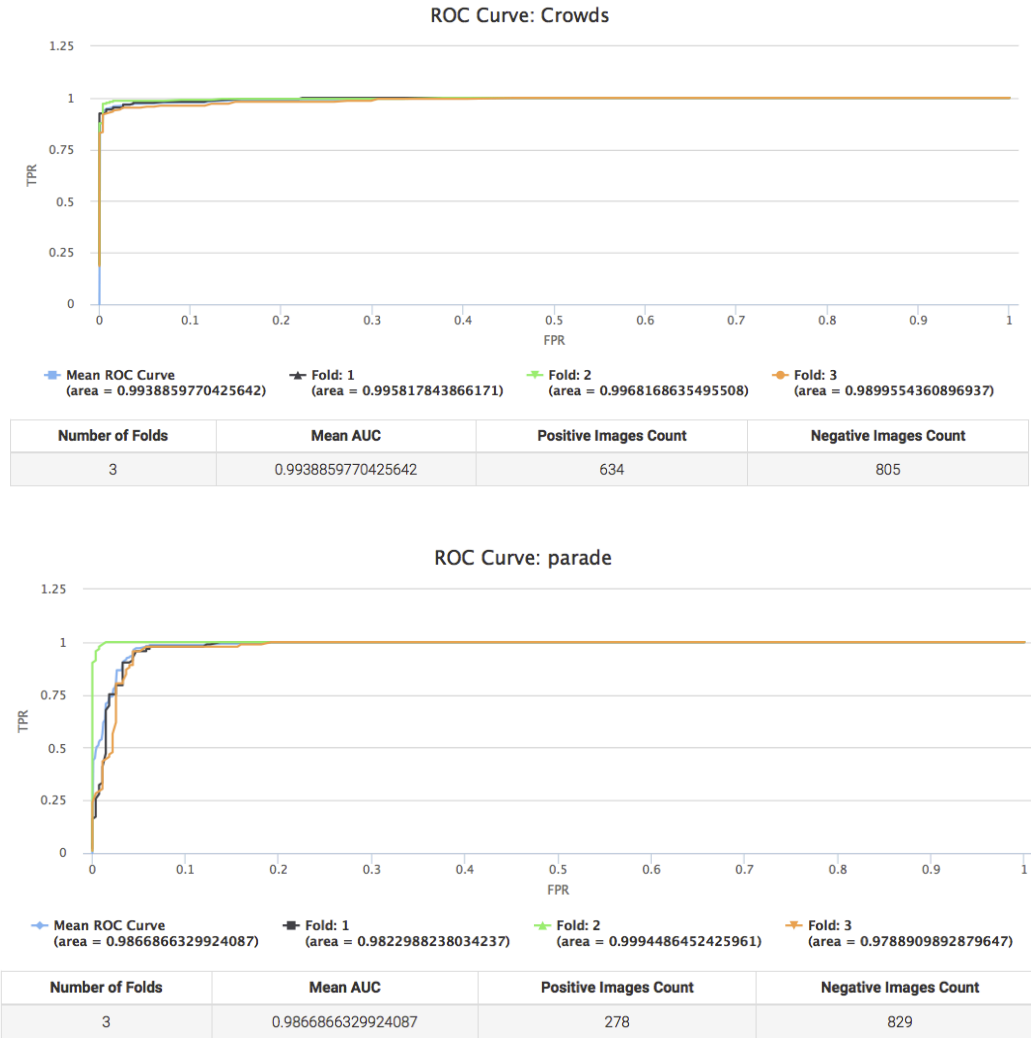 ROC Curve: Crowds
1.25
1
0.75
0.5
0.25
0
TPR
0 0.1 0.2 0.3 0.4 0.5 0.6 0.7 0.8 0.9 1
FPR
Mean ROC Curve Fold: 1 Fold: 2 Fold: 3
(area = 0.9938859770425642) (area = 0.995817843866171) (area = 0.9968168635495508) (area = 0.9899554360896937)
Number of Folds Mean AUC Positive Images Count Negative Images Count
3 0.9938859770425642 634 805
ROC Curve: parade
1.25
1
0.75
0.5
0.25
0
TPR
0 0.1 0.2 0.3 0.4 0.5 0.6 0.7 0.8 0.9 1
FPR
Mean ROC Curve Fold: 1 Fold: 2 Fold: 3
(area = 0.9866866329924087) (area = 0.9822988238034237) (area = 0.9994486452425961) (area = 0.9788909892879647)
Number of Folds Mean AUC Positive Images Count Negative Images Count
3 0.9866866329924087 278 829